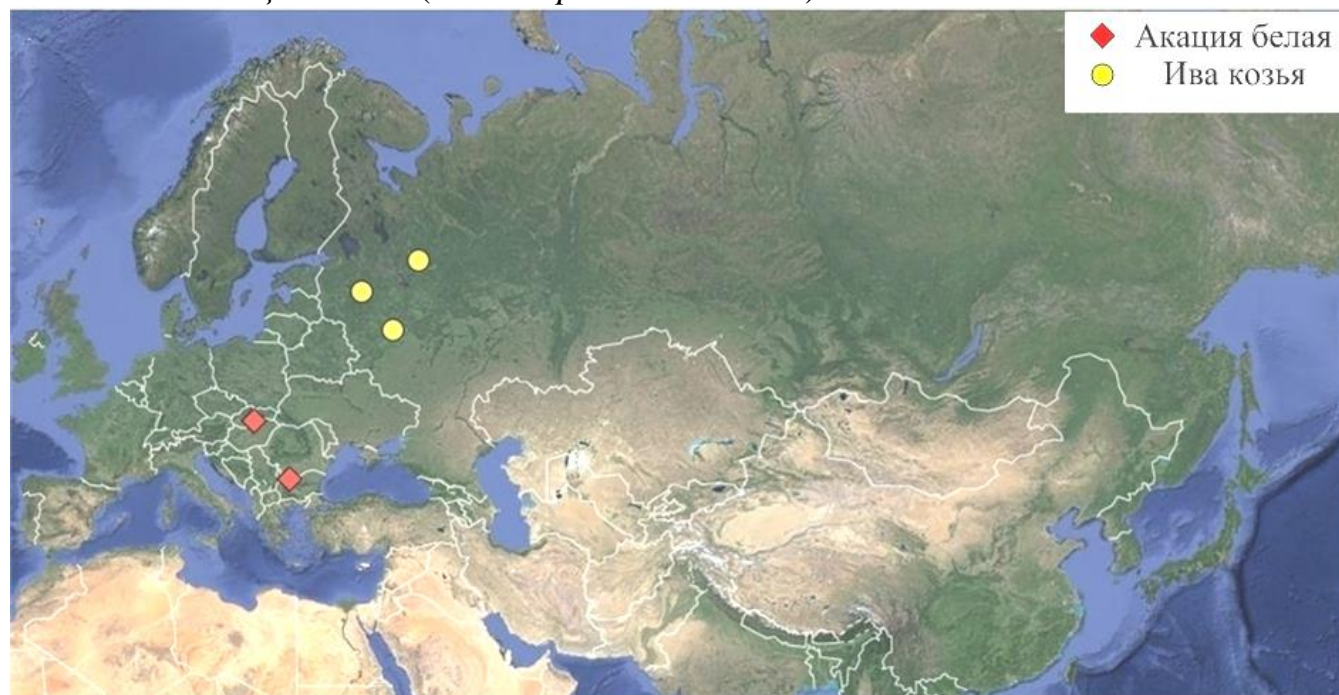 Акация белая
Ива козья